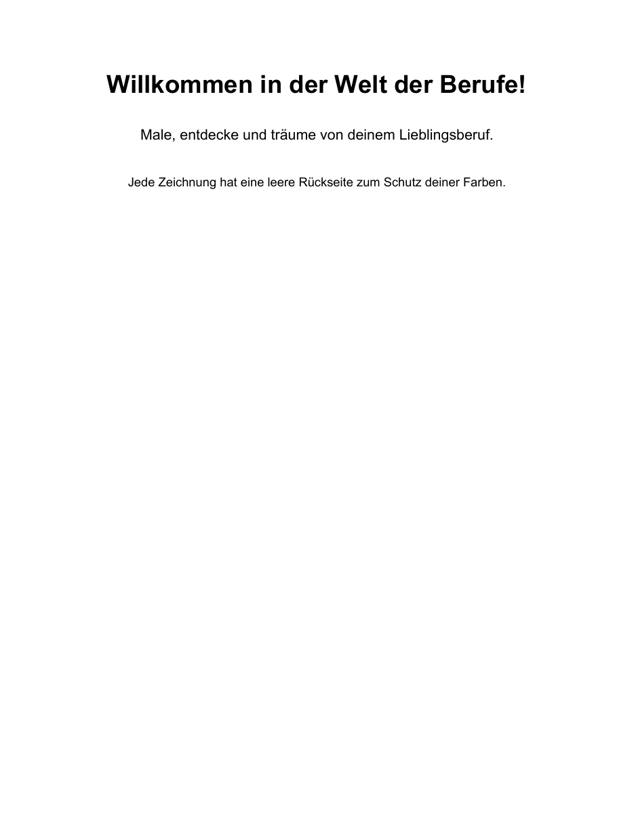 Willkommen in der Welt der Berufe!
Male, entdecke und träume von deinem Lieblingsberuf.
Jede Zeichnung hat eine leere Rückseite zum Schutz deiner Farben.